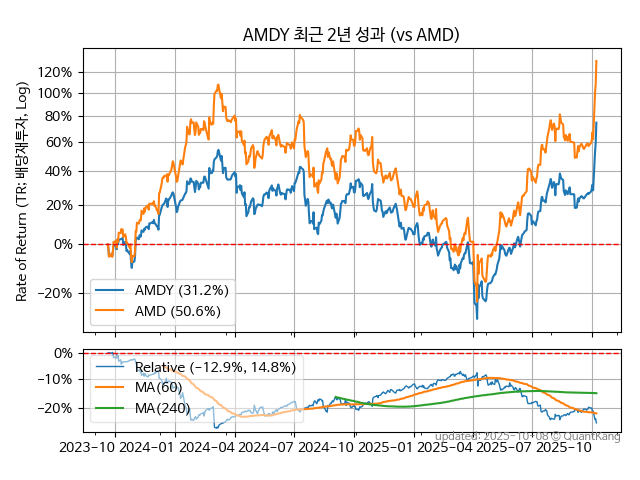 AMDY 최근 2년 성과 (vs AMD)
Rate of Return (TR: 배당재투자, Log)
120%
100%
80%
60%
40%
20%
0%
−20%
AMDY (31.2%)
AMD (50.6%)
0%
−10%
−20%
Relative (−12.9%, 14.8%)
MA(60)
MA(240)
2023−10 2024−01 2024−04 2024−07 2024−10 2025−01 2025−04 2025−07 2025−10
updated: 2025−10−08 © QuantKang